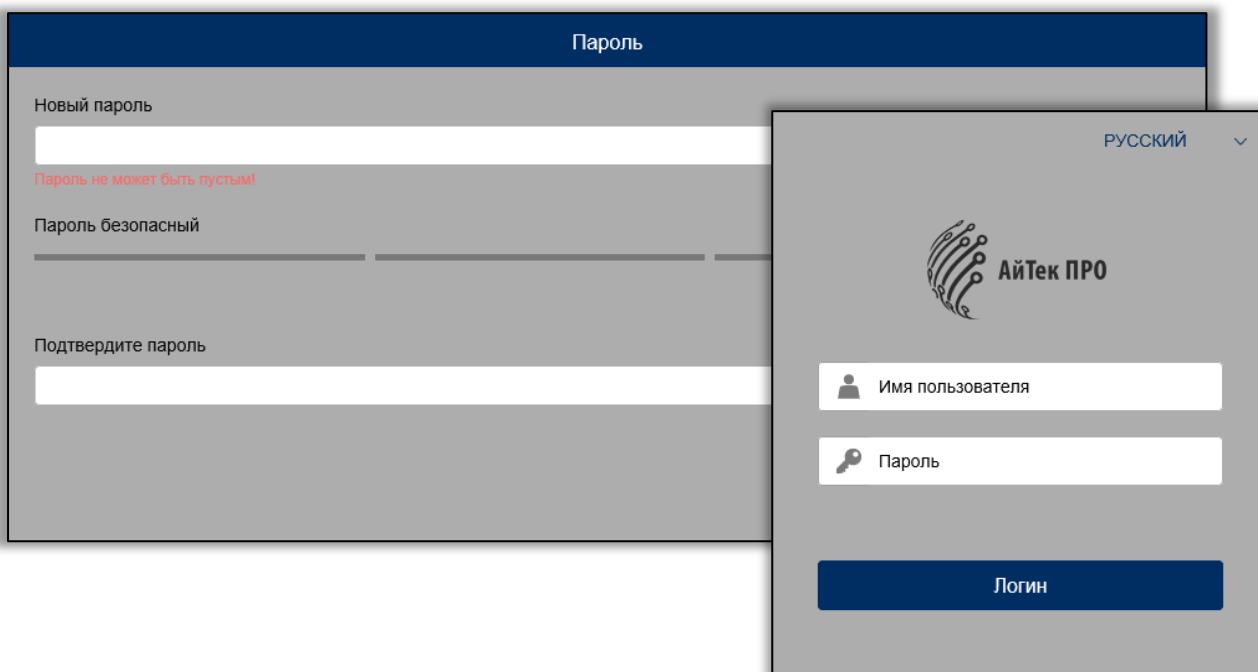 Пароль
Новый пароль
Пароль не может быть пустым!
Пароль безопасный
Подтвердите пароль
РУССКИЙ
АйТек ПРО
Имя пользователя
Пароль
Логин